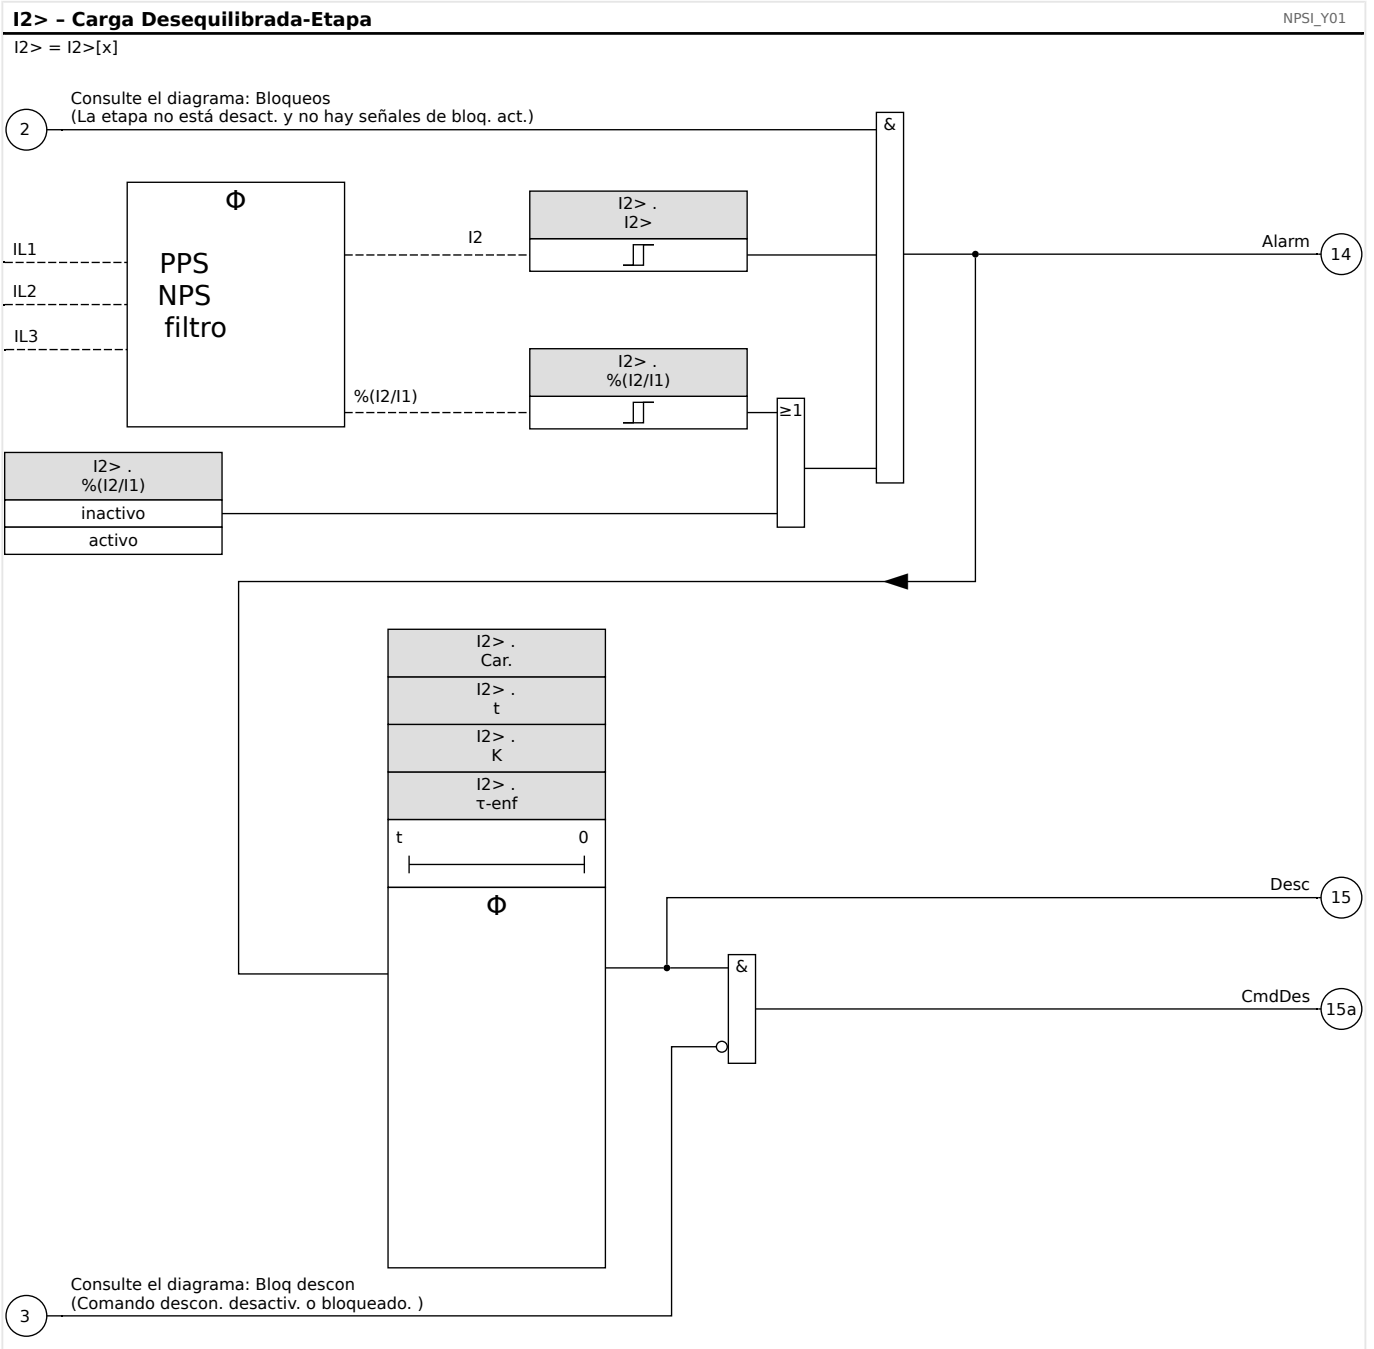 I2> – Carga Desequilibrada-Etapa
NPSI_Y01
I2> = I2>[x]
Consulte el diagrama: Bloqueos
(La etapa no está desact. y no hay señales de bloq. act.)
2
&
Φ
PPS
NPS
filtro
IL1
IL2
IL3
I2
I2> .
I2>
Alarm
14
%(I2/I1)
I2> .
%(I2/I1)
≥1
I2> .
%(I2/I1)
inactivo
activo
I2> .
Car.
I2> .
t
I2> .
K
I2> .
τ-enf
t 0
Φ
Desc
15
&
CmdDes
15a
Consulte el diagrama: Bloq descon
(Comando descon. desactiv. o bloqueado. )
3